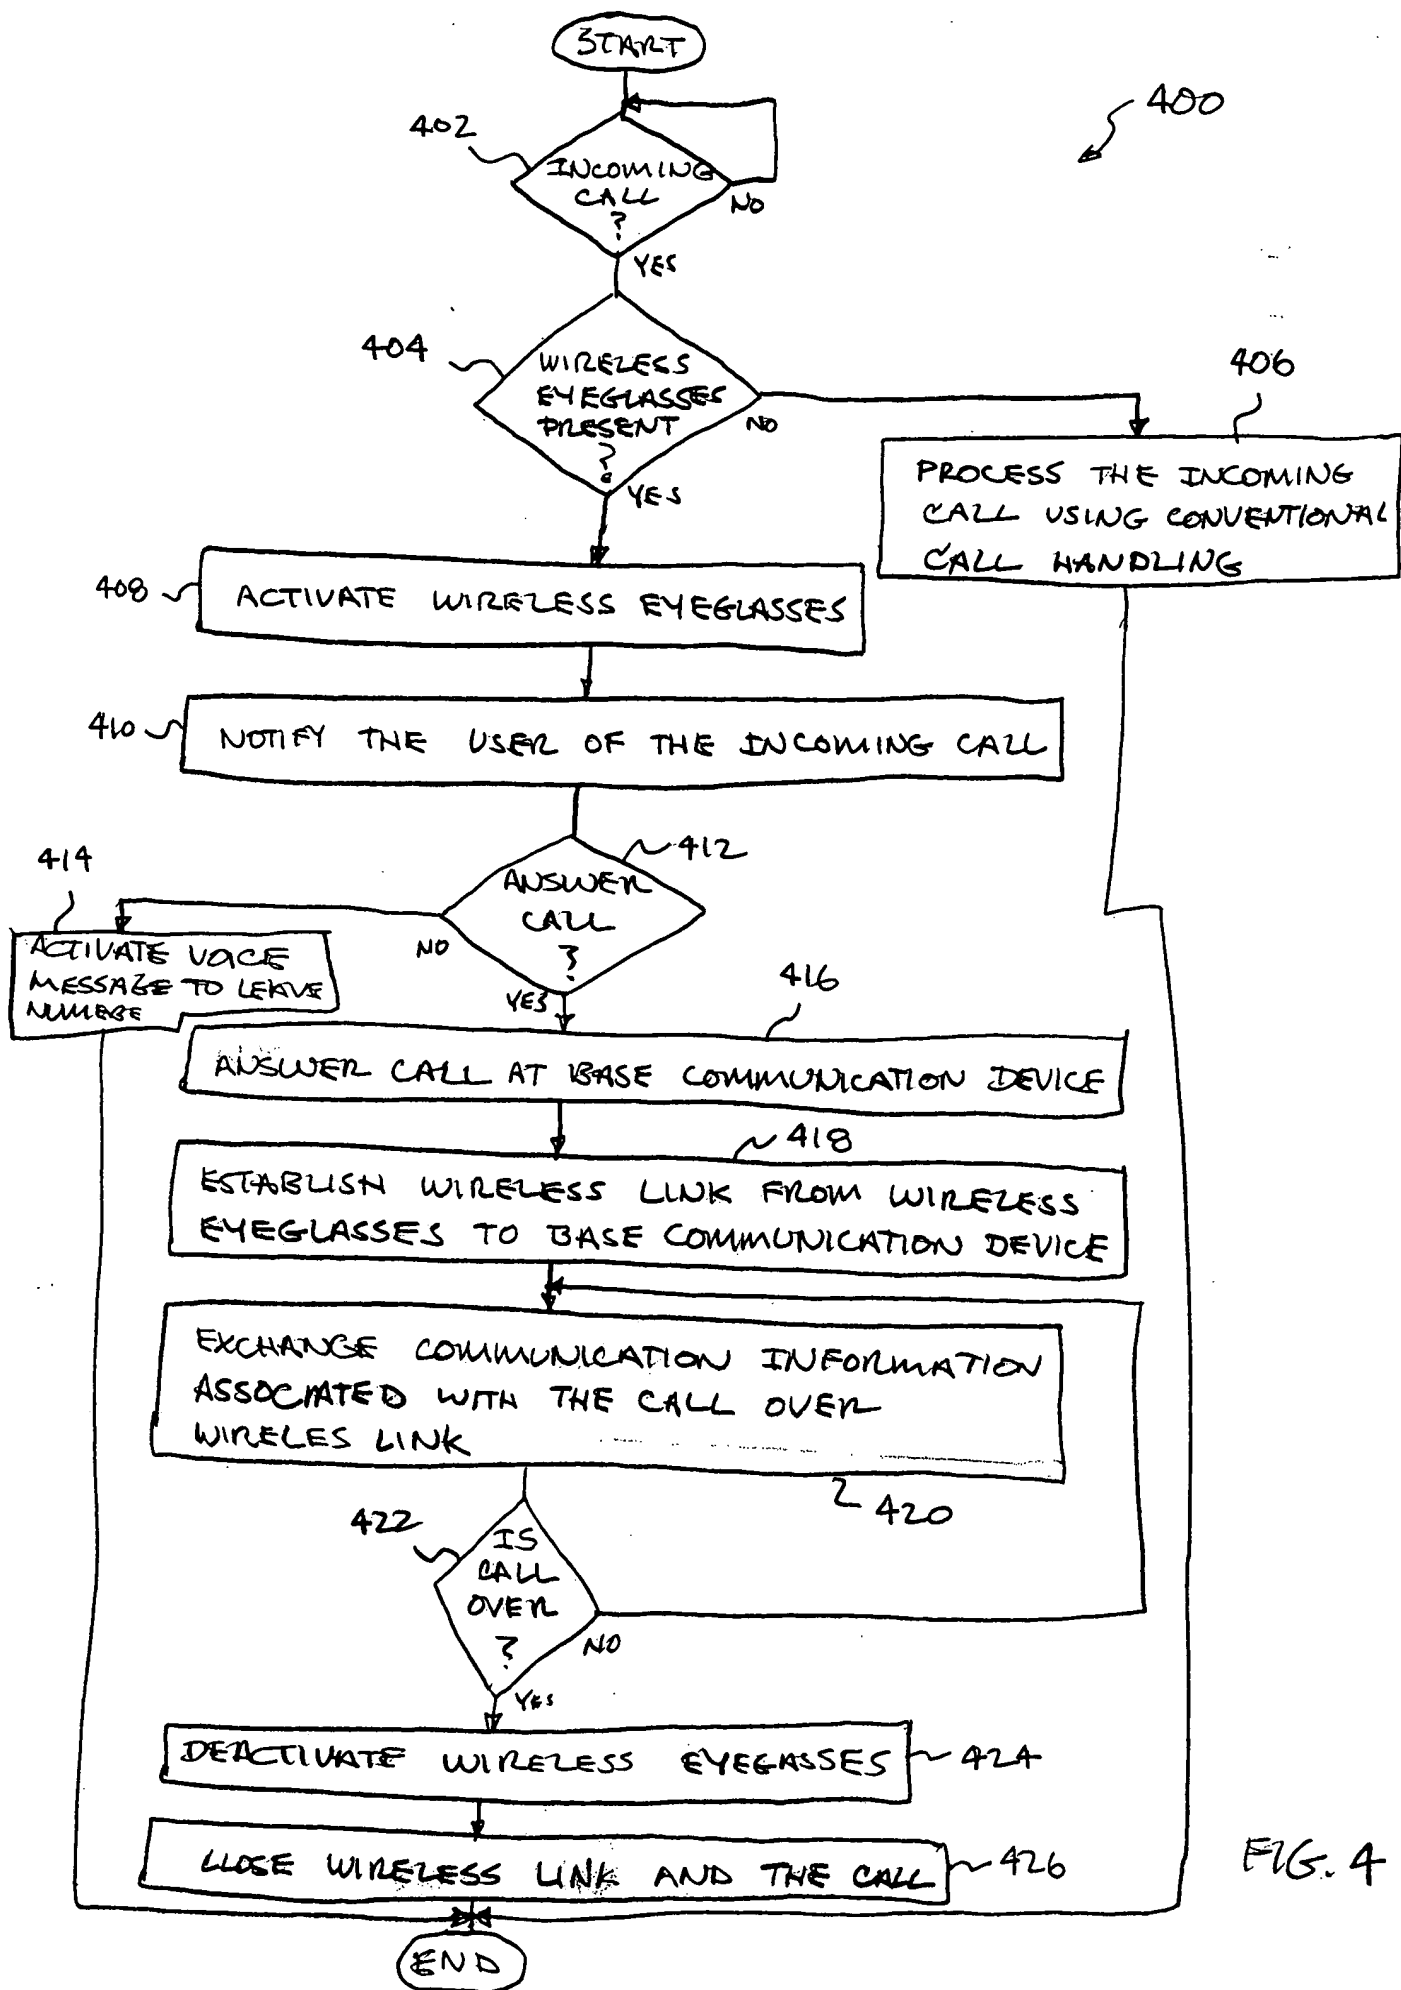 START
400
402
INCOMING
CALL
?
NO
YES
404
WIRELESS
EYEGLASSES
PRESENT
?
NO
YES
406
PROCESS THE INCOMING
CALL USING CONVENTIONAL
CALL HANDLING
408
ACTIVATE WIRELESS EYEGLASSES
410
NOTIFY THE USER OF THE INCOMING CALL
412
ANSWER
CALL
?
NO
YES
414
ACTIVATE VOICE
MESSAGE TO LEAVE
416
ANSWER CALL AT BASE COMMUNICATION DEVICE
418
ESTABLISH WIRELESS LINK FROM WIRELESS
EYEGLASSES TO BASE COMMUNICATION DEVICE
EXCHANGE COMMUNICATION INFORMATION
ASSOCIATED WITH THE CALL OVER
WIRELES LINK
420
422
IS
CALL
OVER
?
NO
YES
DEACTIVATE WIRELESS EYEGASSES
424
CLOSE WIRELESS LINK AND THE CALL
426
FIG. 4
END